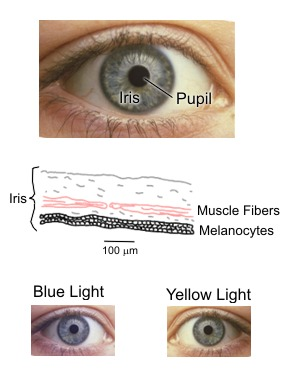 Iris
Pupil
Iris
Muscle Fibers
Melanocytes
100 μm
Blue Light
Yellow Light